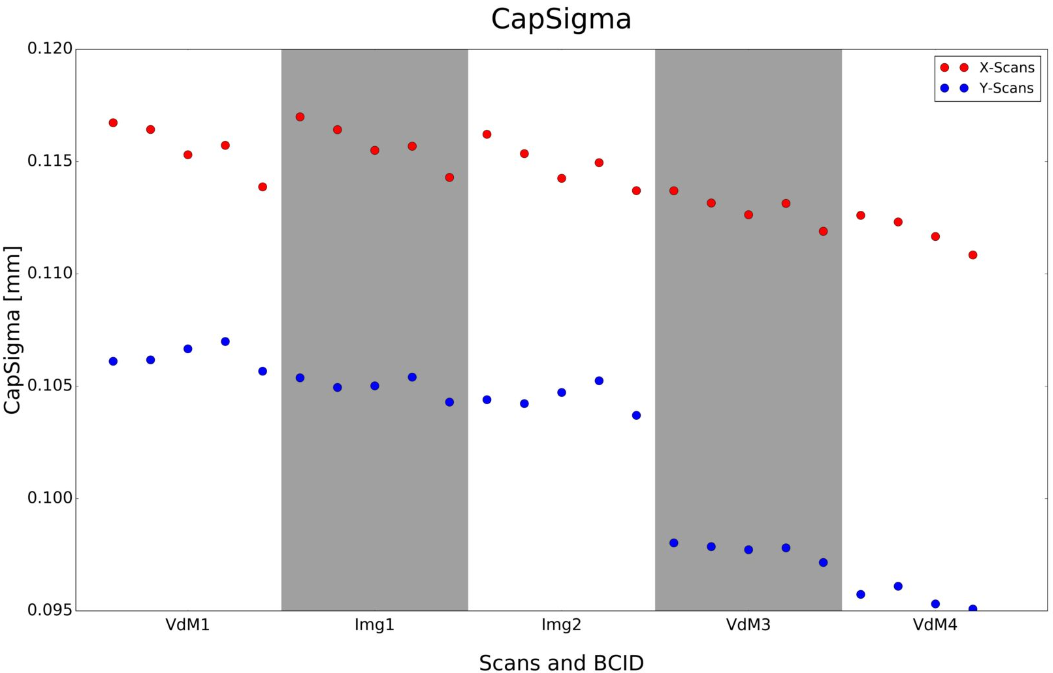 CapSigma
0.120
X-Scans
Y-Scans
0.115
0.110
CapSigma [mm]
0.105
0.100
0.095
VdM1 Img1 Img2 VdM3 VdM4
Scans and BCID